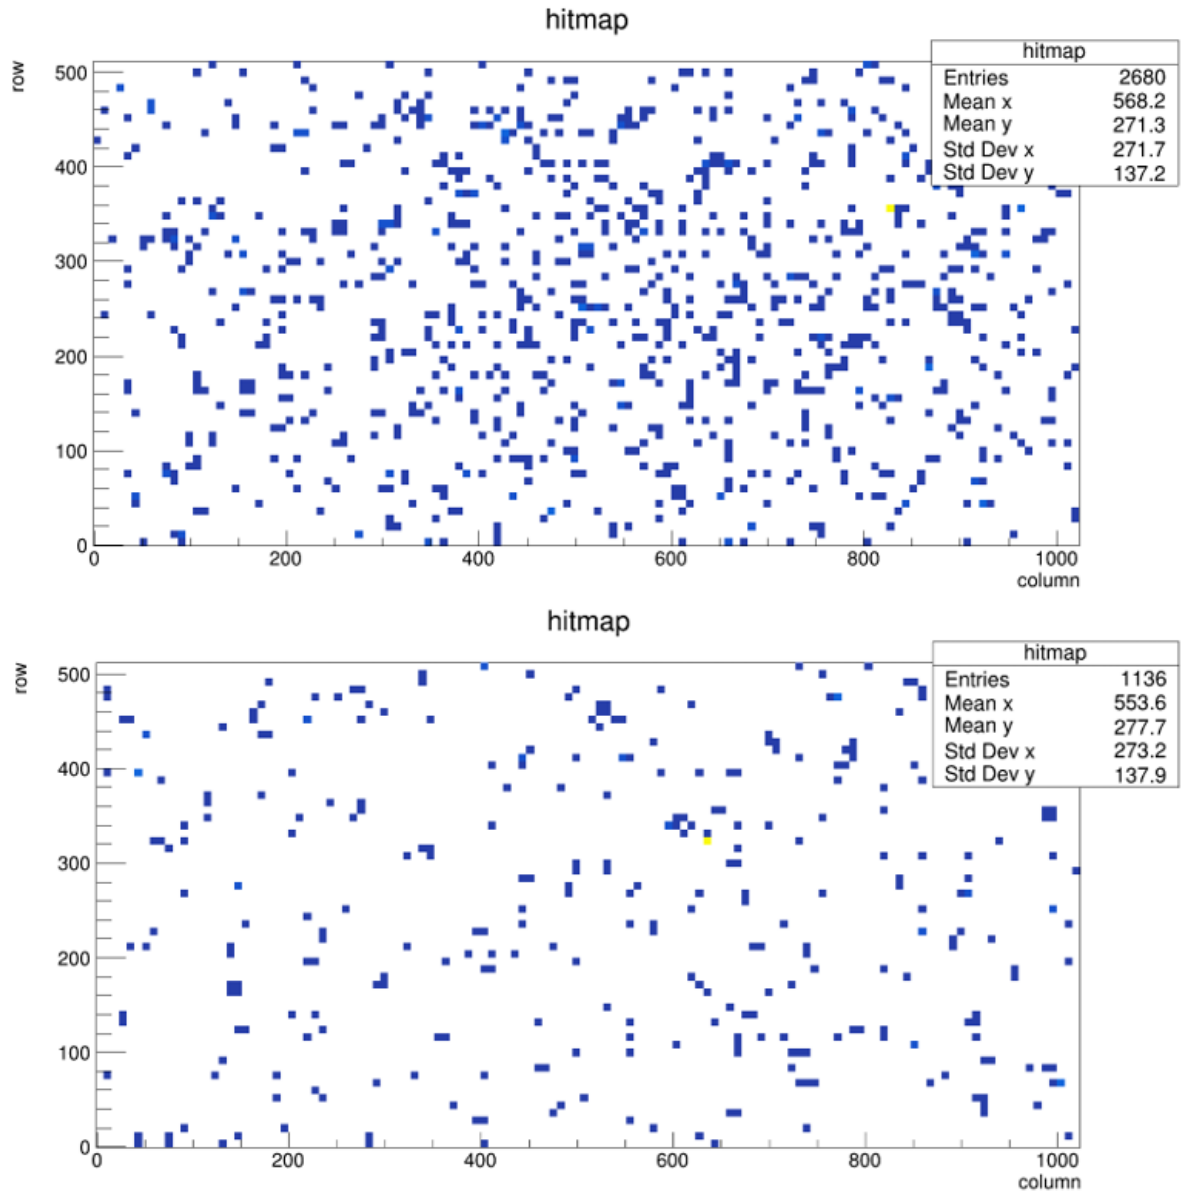 hitmap
row
hitmap
Entries 2680
Mean x 568.2
Mean y 271.3
Std Dev x 271.7
Std Dev y 137.2
500
400
300
200
100
0
0 200 400 600 800 1000
column
hitmap
row
hitmap
Entries 1136
Mean x 553.6
Mean y 277.7
Std Dev x 273.2
Std Dev y 137.9
500
400
300
200
100
0
0 200 400 600 800 1000
column